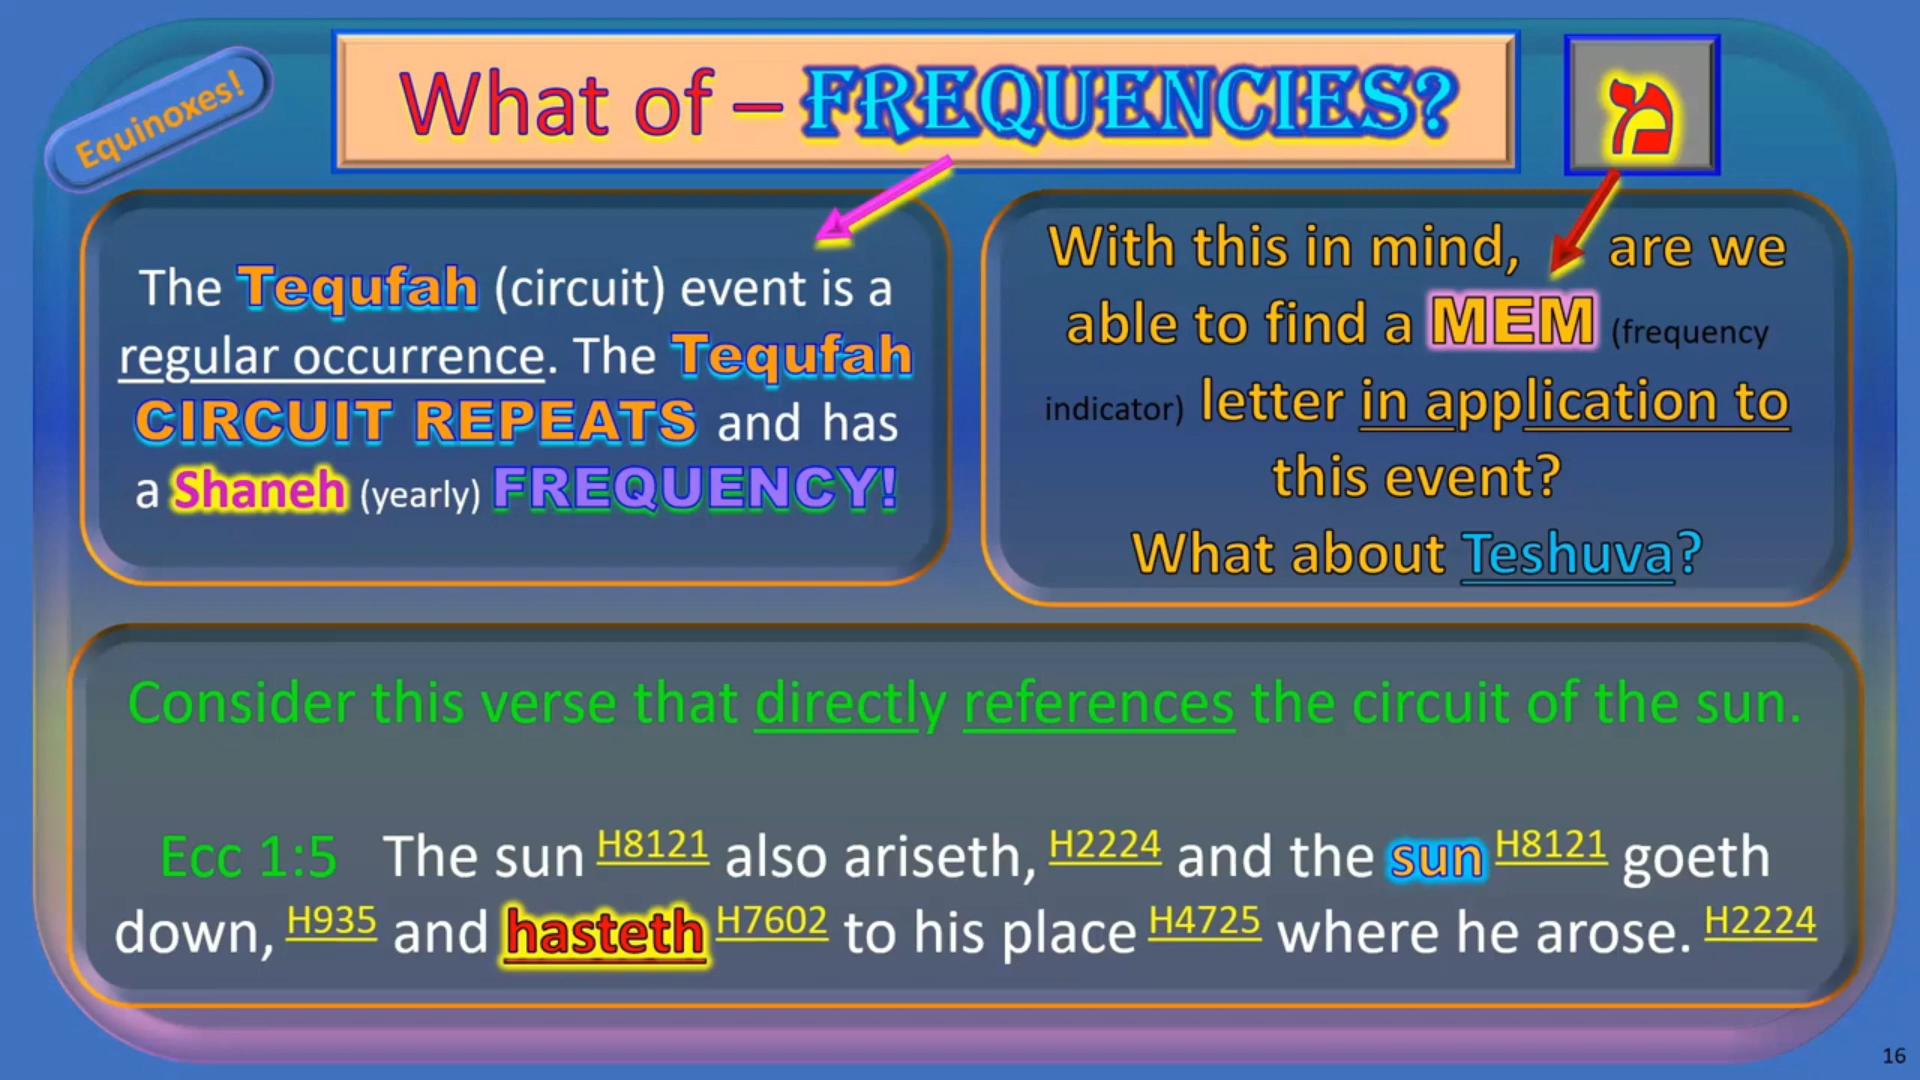 Equinoxes!
What of – FREQUENCIES?
מ
The Tequfah (circuit) event is a
regular occurrence. The Tequfah
CIRCUIT REPEATS and has
a Shaneh (yearly) FREQUENCY!
With this in mind, are we
able to find a MEM (frequency
indicator) letter in application to
this event?
What about Teshuva?
Consider this verse that directly references the circuit of the sun.
Ecc 1:5 The sun H8121 also ariseth, H2224 and the sun H8121 goeth
down, H935 and hasteth H7602 to his place H4725 where he arose. H2224
16